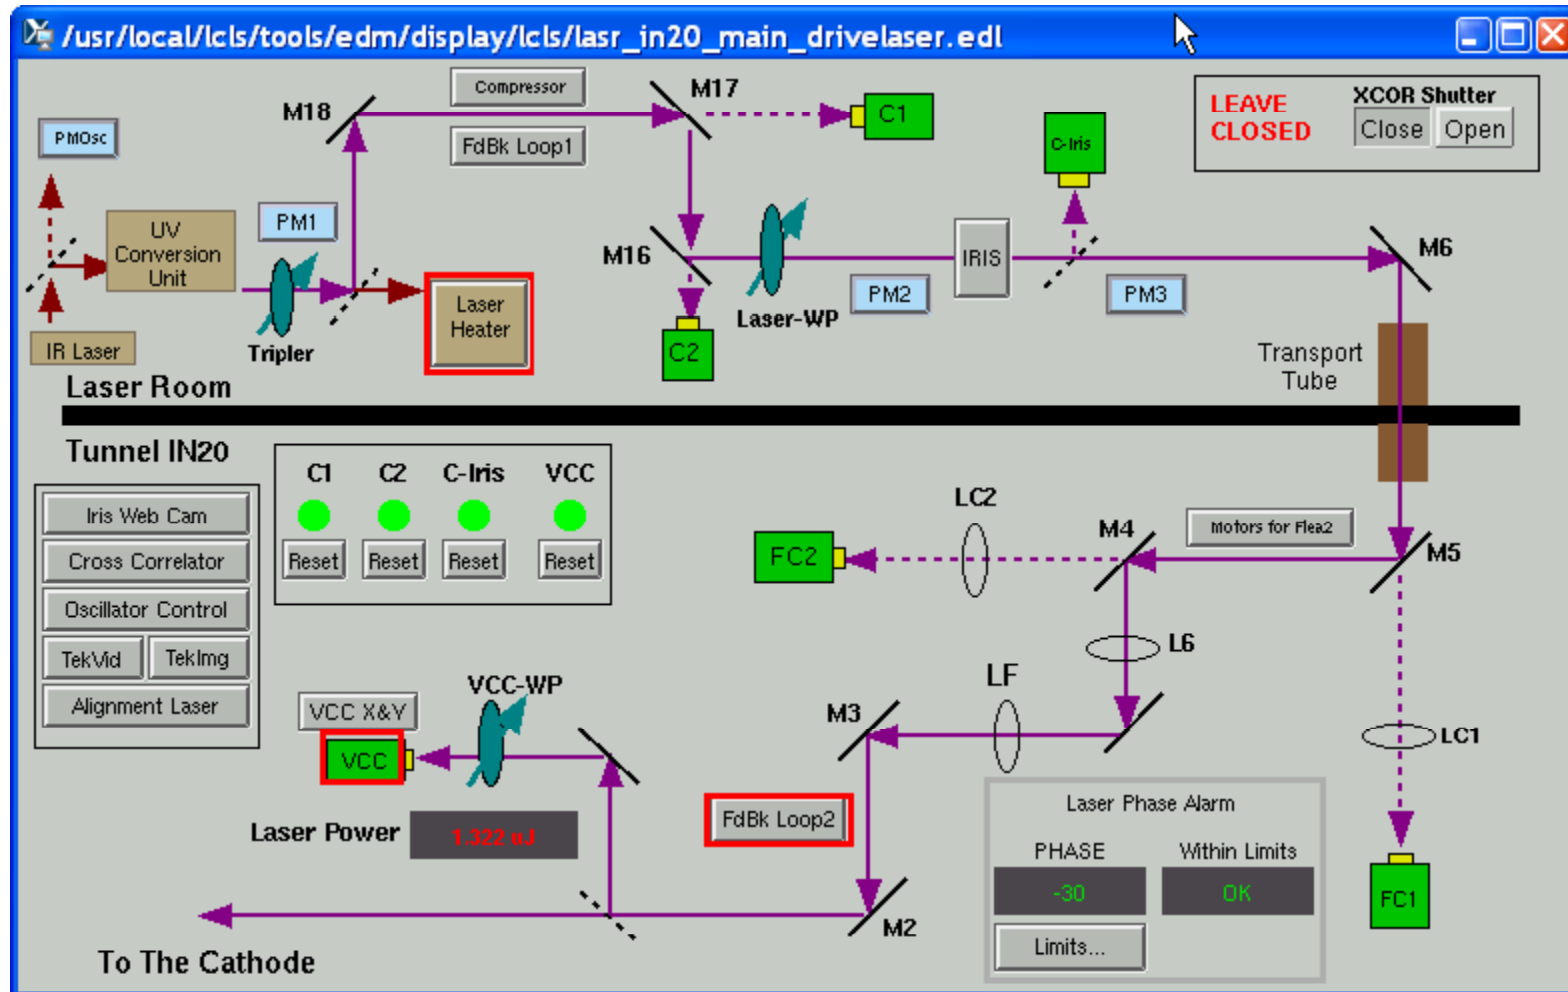 /usr/local/lcls/tools/edm/display/lcls/lasr_in20_main_drivelaser.edl
PMOsc
UV
Conversion
Unit
IR Laser
PM1
Tripler
M18
Compressor
FdBk Loop1
Laser
Heater
M17
C1
M16
C2
Laser-WP
PM2
IRIS
C-Iris
PM3
LEAVE
CLOSED
XCOR Shutter
Close
Open
M6
Transport
Tube
Laser Room
Tunnel IN20
Iris Web Cam
Cross Correlator
Oscillator Control
TekVid
TekImg
Alignment Laser
C1
C2
C-Iris
VCC
Reset
Reset
Reset
Reset
FC2
LC2
M4
Motors for Flea2
M5
L6
LF
M3
LC1
FC1
VCC-WP
VCC X&Y
VCC
Laser Power
1.322 uJ
FdBk Loop2
M2
Laser Phase Alarm
PHASE
Within Limits
-30
OK
Limits...
To The Cathode